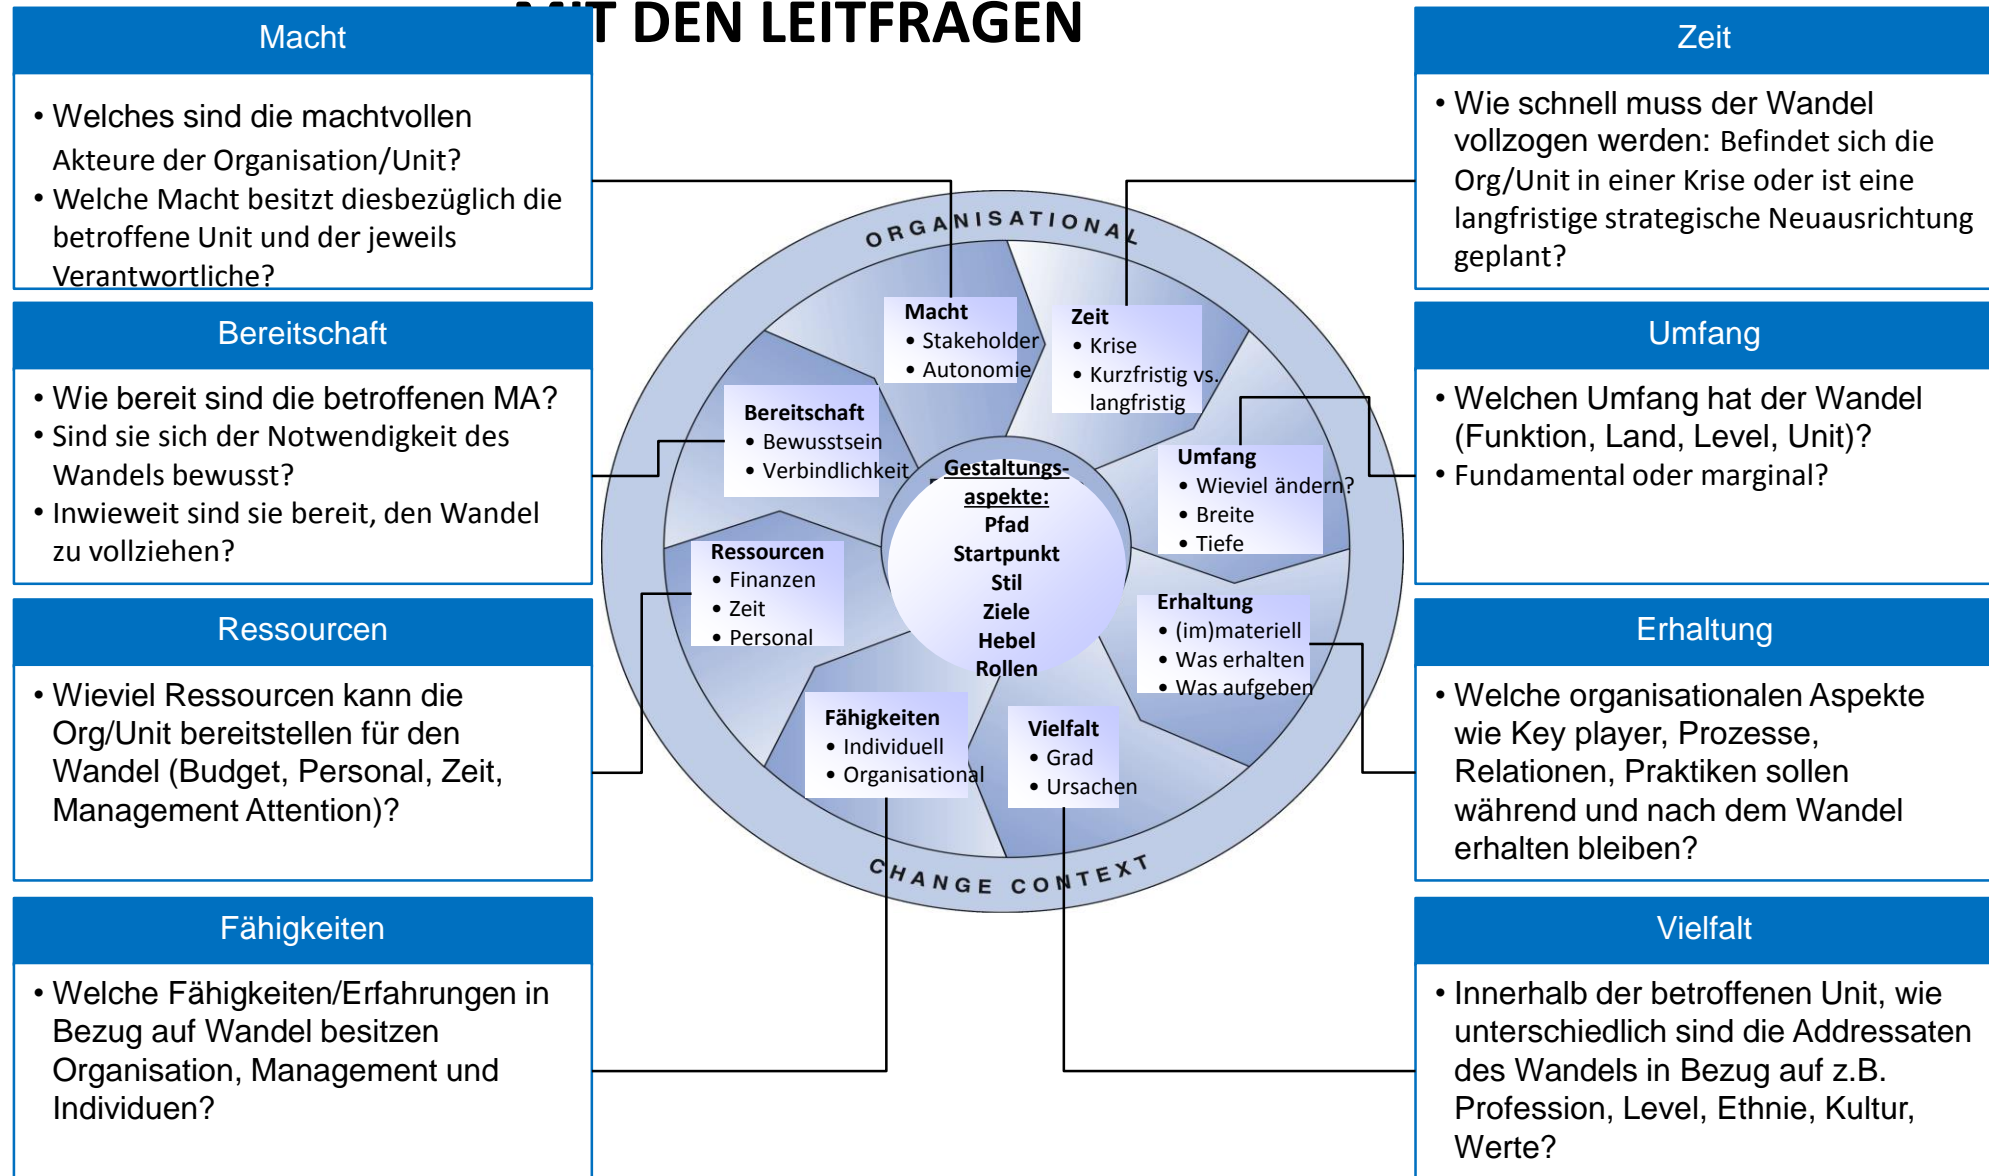 MIT DEN LEITFRAGEN
Macht
• Welches sind die machtvollen
Akteure der Organisation/Unit?
• Welche Macht besitzt diesbezüglich die
betroffene Unit und der jeweils
Verantwortliche?
Bereitschaft
• Wie bereit sind die betroffenen MA?
• Sind sie sich der Notwendigkeit des
Wandels bewusst?
• Inwieweit sind sie bereit, den Wandel
zu vollziehen?
Ressourcen
• Wieviel Ressourcen kann die
Org/Unit bereitstellen für den
Wandel (Budget, Personal, Zeit,
Management Attention)?
Fähigkeiten
• Welche Fähigkeiten/Erfahrungen in
Bezug auf Wandel besitzen
Organisation, Management und
Individuen?
ORGANISATIONAL
Macht
• Stakeholder
• Autonomie
Zeit
• Krise
• Kurzfristig vs.
langfristig
Bereitschaft
• Bewusstsein
• Verbindlichkeit
Umfang
• Wieviel ändern?
• Breite
• Tiefe
Gestaltungs-
aspekte:
Pfad
Startpunkt
Stil
Ziele
Hebel
Rollen
Ressourcen
• Finanzen
• Zeit
• Personal
Erhaltung
• (im)materiell
• Was erhalten
• Was aufgeben
Fähigkeiten
• Individuell
• Organisational
Vielfalt
• Grad
• Ursachen
CHANGE CONTEXT
Zeit
• Wie schnell muss der Wandel
vollzogen werden: Befindet sich die
Org/Unit in einer Krise oder ist eine
langfristige strategische Neuausrichtung
geplant?
Umfang
• Welchen Umfang hat der Wandel
(Funktion, Land, Level, Unit)?
• Fundamental oder marginal?
Erhaltung
• Welche organisationalen Aspekte
wie Key player, Prozesse,
Relationen, Praktiken sollen
während und nach dem Wandel
erhalten bleiben?
Vielfalt
• Innerhalb der betroffenen Unit, wie
unterschiedlich sind die Addressaten
des Wandels in Bezug auf z.B.
Profession, Level, Ethnie, Kultur,
Werte?